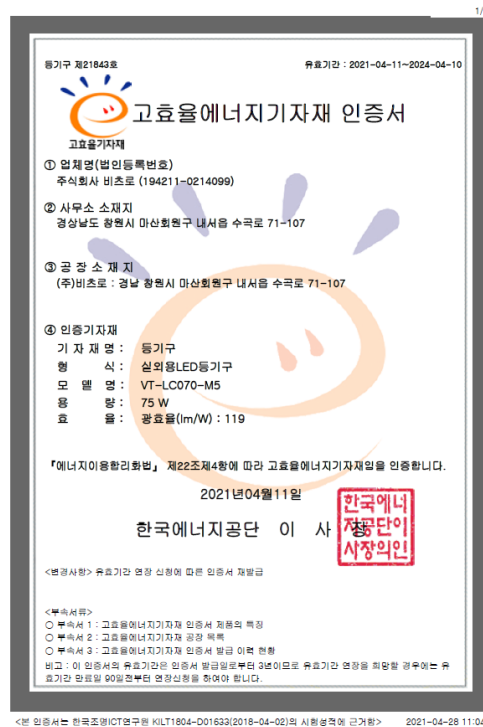 1/
등기구 제21843호
유효기간 : 2021-04-11~2024-04-10
고효율에너지기자재 인증서
고효율기자재
① 업체명(법인등록번호)
주식회사 비츠로 (194211-0214099)
② 사무소 소재지
경상남도 창원시 마산회원구 내서읍 수곡로 71-107
③ 공 장 소 재 지
(주)비츠로 : 경남 창원시 마산회원구 내서읍 수곡로 71-107
④ 인증기자재
기 자 재 명 : 등기구
형 식 : 실외용LED등기구
모 델 명 : VT-LC070-M5
용 량 : 75 W
효 율 : 광효율(lm/W) : 119
『에너지이용합리화법』 제22조제4항에 따라 고효율에너지기자재임을 인증합니다.
2021년04월11일
한국에너지공단 이 사 장
한국에너
지공단이
사장의인
<변경사항> 유효기간 연장 신청에 따른 인증서 재발급
<부속서류>
○ 부속서 1 : 고효율에너지기자재 인증서 제품의 특징
○ 부속서 2 : 고효율에너지기자재 공장 목록
○ 부속서 3 : 고효율에너지기자재 인증서 발급 이력 현황
비고 : 이 인증서의 유효기간은 인증서 발급일로부터 3년이므로 유효기간 연장을 희망할 경우에는 유
효기간 만료일 90일전부터 연장신청을 하여야 합니다.
<본 인증서는 한국조명ICT연구원 KILT1804-D01633(2018-04-02)의 시험성적에 근거함>
2021-04-28 11:04